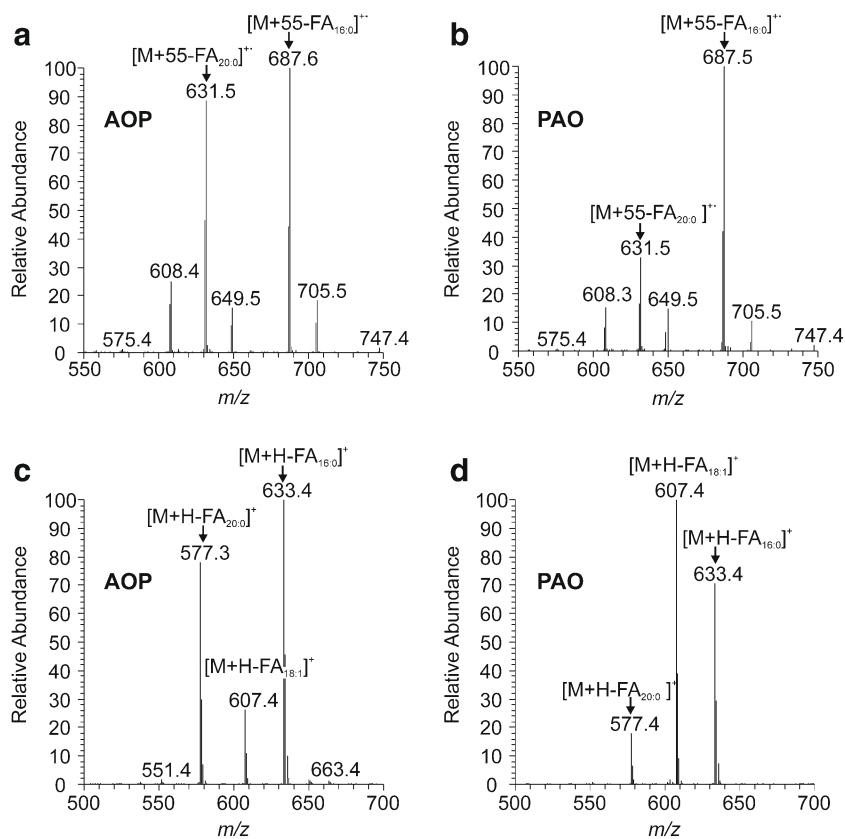 a
[M+55-FA16:0]+·
[M+55-FA20:0]+·
687.6
631.5
AOP
608.4
649.5
705.5
575.4
747.4
100
90
80
70
60
50
40
30
20
10
0
Relative Abundance
550 600 650 700 750
m/z
b
[M+55-FA16:0]+·
687.5
PAO
[M+55-FA20:0 ]+·
631.5
608.3
649.5
705.5
575.4
747.4
100
90
80
70
60
50
40
30
20
10
0
Relative Abundance
550 600 650 700 750
m/z
c
[M+H-FA16:0]+
633.4
[M+H-FA20:0]+
577.3
AOP
[M+H-FA18:1]+
607.4
551.4
663.4
100
90
80
70
60
50
40
30
20
10
0
Relative Abundance
500 550 600 650 700
m/z
d
[M+H-FA18:1]+
607.4
[M+H-FA16:0]+
633.4
PAO
[M+H-FA20:0 ]+
577.4
100
90
80
70
60
50
40
30
20
10
0
Relative Abundance
500 550 600 650 700
m/z